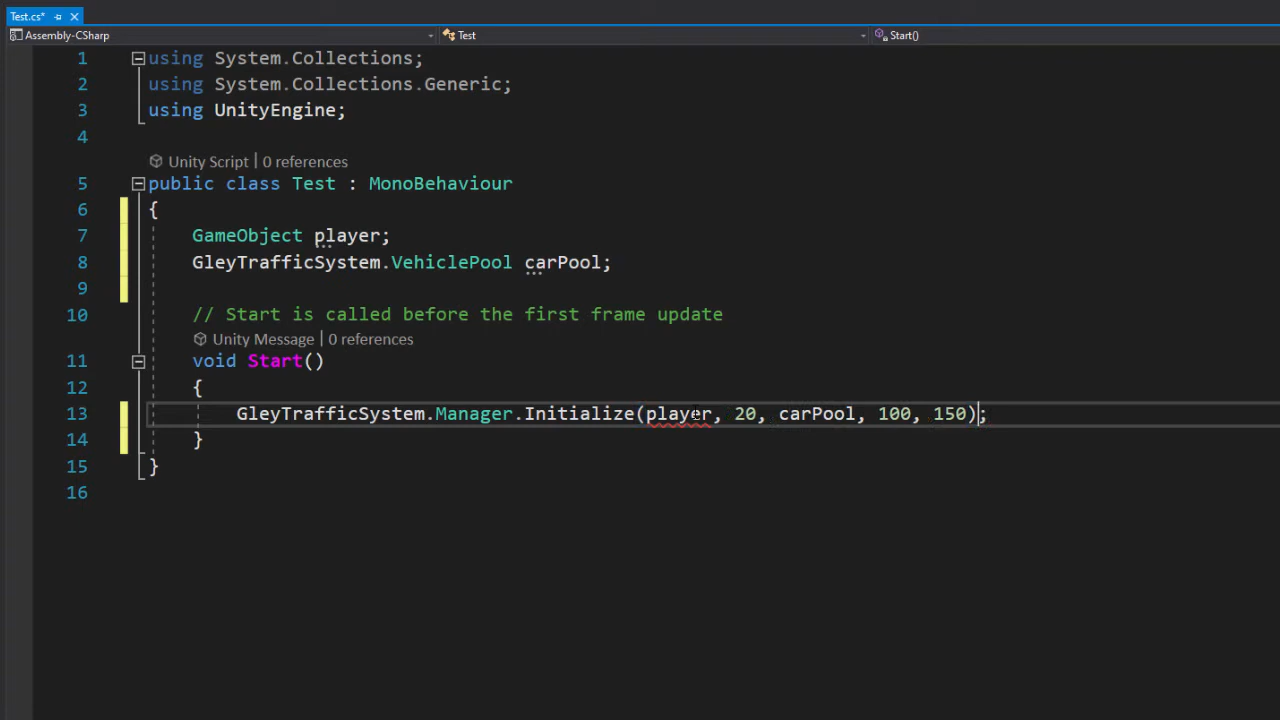 Test.cs*
Assembly-CSharp Test Start()
1 using System.Collections;
2 using System.Collections.Generic;
3 using UnityEngine;
4
Unity Script | 0 references
5 public class Test : MonoBehaviour
6 {
7 GameObject player;
8 GleyTrafficSystem.VehiclePool carPool;
9
10 // Start is called before the first frame update
Unity Message | 0 references
11 void Start()
12 {
13 GleyTrafficSystem.Manager.Initialize(player, 20, carPool, 100, 150);
14 }
15 }
16